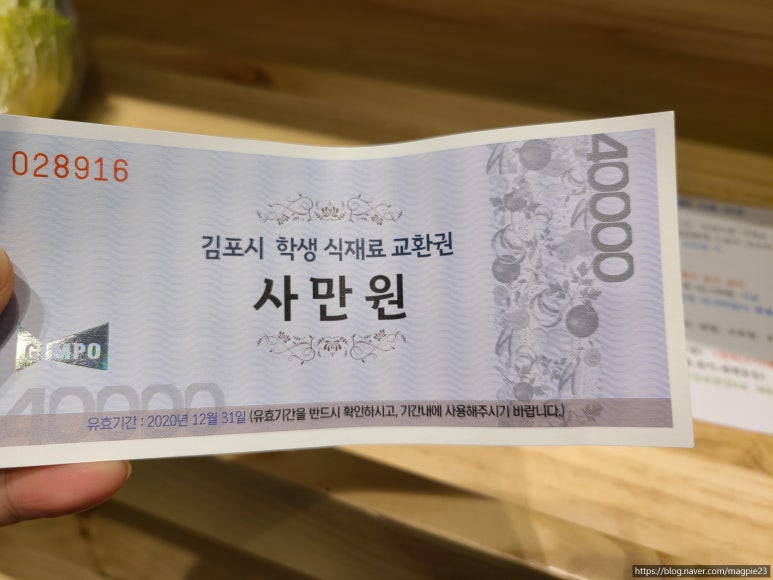 028916
40000
김포시 학생 식재료 교환권
사만원
GIMPO
40000
유효기간 : 2020년 12월 31일 (유효기간을 반드시 확인하시고, 기간내에 사용해주시기 바랍니다.)
https://blog.naver.com/magpie23